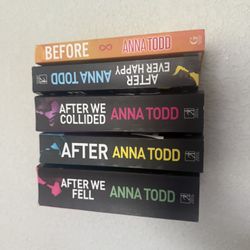 BEFORE
ANNA TODD
AFTER
EVER HAPPY
ANNA TODD
AFTER WE
COLLIDED
ANNA TODD
AFTER
ANNA TODD
AFTER WE
FELL
ANNA TODD